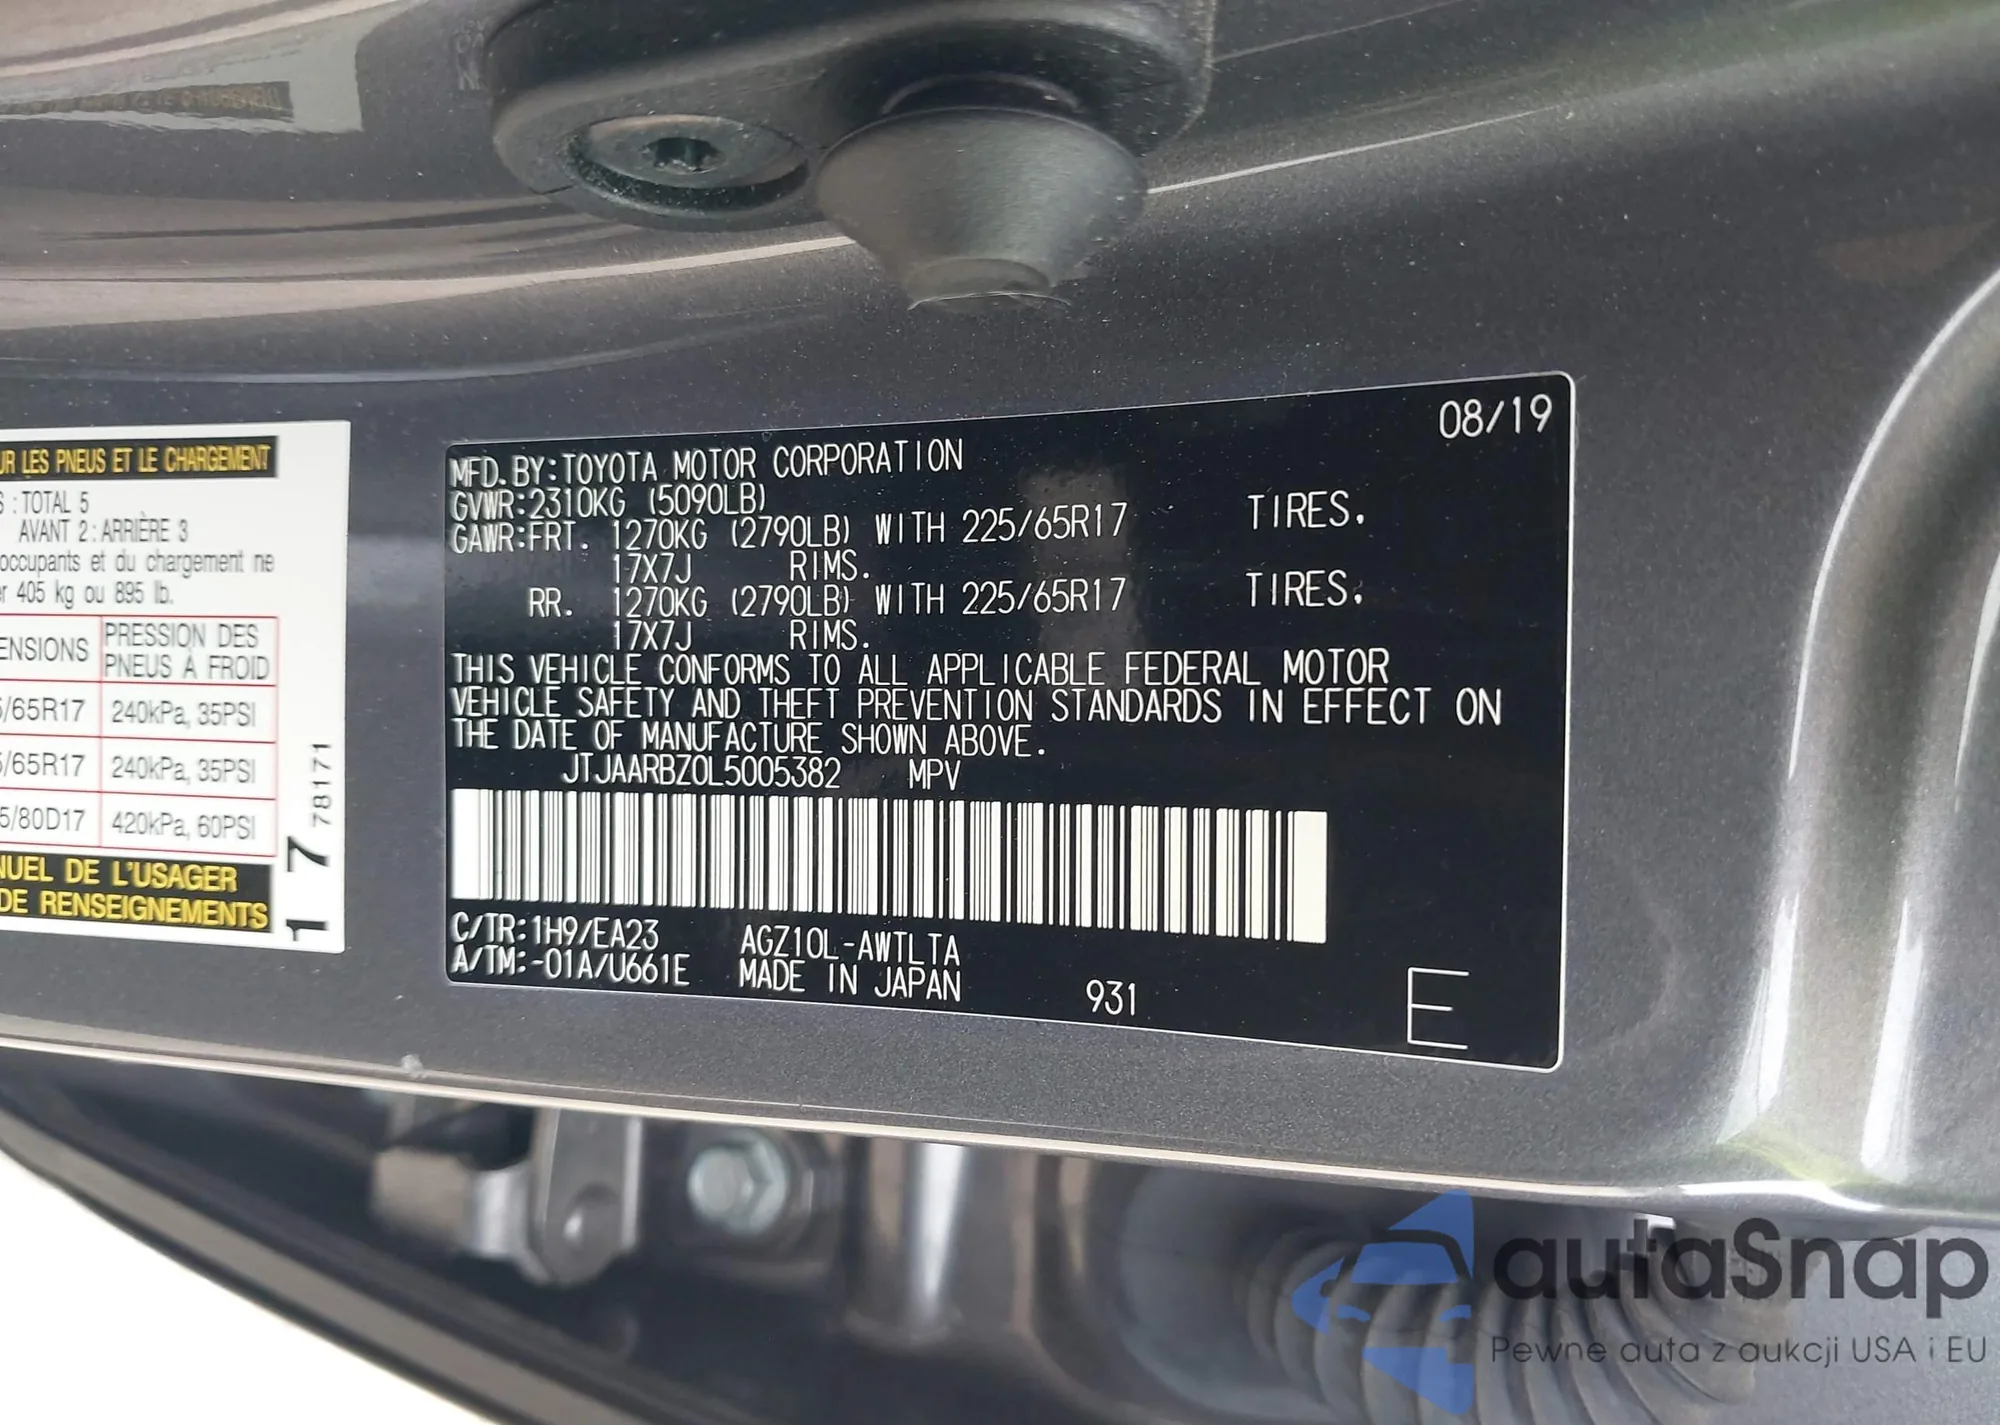 UR LES PNEUS ET LE CHARGEMENT
S : TOTAL 5
AVANT 2 : ARRIÈRE 3
occupants et du chargement ne
er 405 kg ou 895 lb.
ENSIONS PRESSION DES PNEUS À FROID
5/65R17 240kPa, 35PSI
5/65R17 240kPa, 35PSI
5/80D17 420kPa, 60PSI
NUEL DE L'USAGER
DE RENSEIGNEMENTS
17 78171
08/19
MFD. BY:TOYOTA MOTOR CORPORATION
GVWR:2310KG (5090LB)
GAWR:FRT. 1270KG (2790LB) WITH 225/65R17 TIRES.
17X7J RIMS.
RR. 1270KG (2790LB) WITH 225/65R17 TIRES.
17X7J RIMS.
THIS VEHICLE CONFORMS TO ALL APPLICABLE FEDERAL MOTOR
VEHICLE SAFETY AND THEFT PREVENTION STANDARDS IN EFFECT ON
THE DATE OF MANUFACTURE SHOWN ABOVE.
JTJAARBZ0L5005382 MPV
C/TR:1H9/EA23 AGZ10L-AWTLTA
A/TM:-01A/U661E MADE IN JAPAN 931 E
autaSnap
Pewne auta z aukcji USA i EU